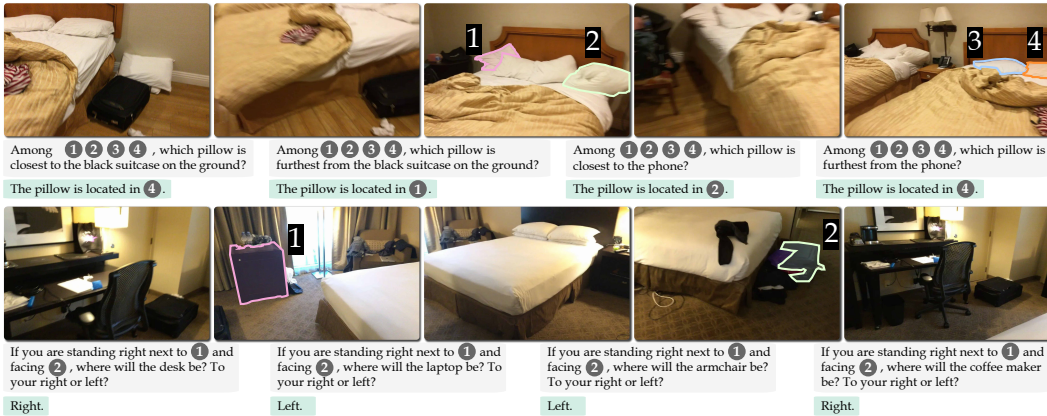 1
2
3 4
Among 1 2 3 4 , which pillow is
closest to the black suitcase on the ground?
The pillow is located in 4 .
Among 1 2 3 4 , which pillow is
furthest from the black suitcase on the ground?
The pillow is located in 1 .
Among 1 2 3 4 , which pillow is
closest to the phone?
The pillow is located in 2 .
Among 1 2 3 4 , which pillow is
furthest from the phone?
The pillow is located in 4 .
1
2
If you are standing right next to 1 and
facing 2 , where will the desk be? To
your right or left?
Right.
If you are standing right next to 1 and
facing 2 , where will the laptop be? To
your right or left?
Left.
If you are standing right next to 1 and
facing 2 , where will the armchair be?
To your right or left?
Left.
If you are standing right next to 1 and
facing 2 , where will the coffee maker
be? To your right or left?
Right.